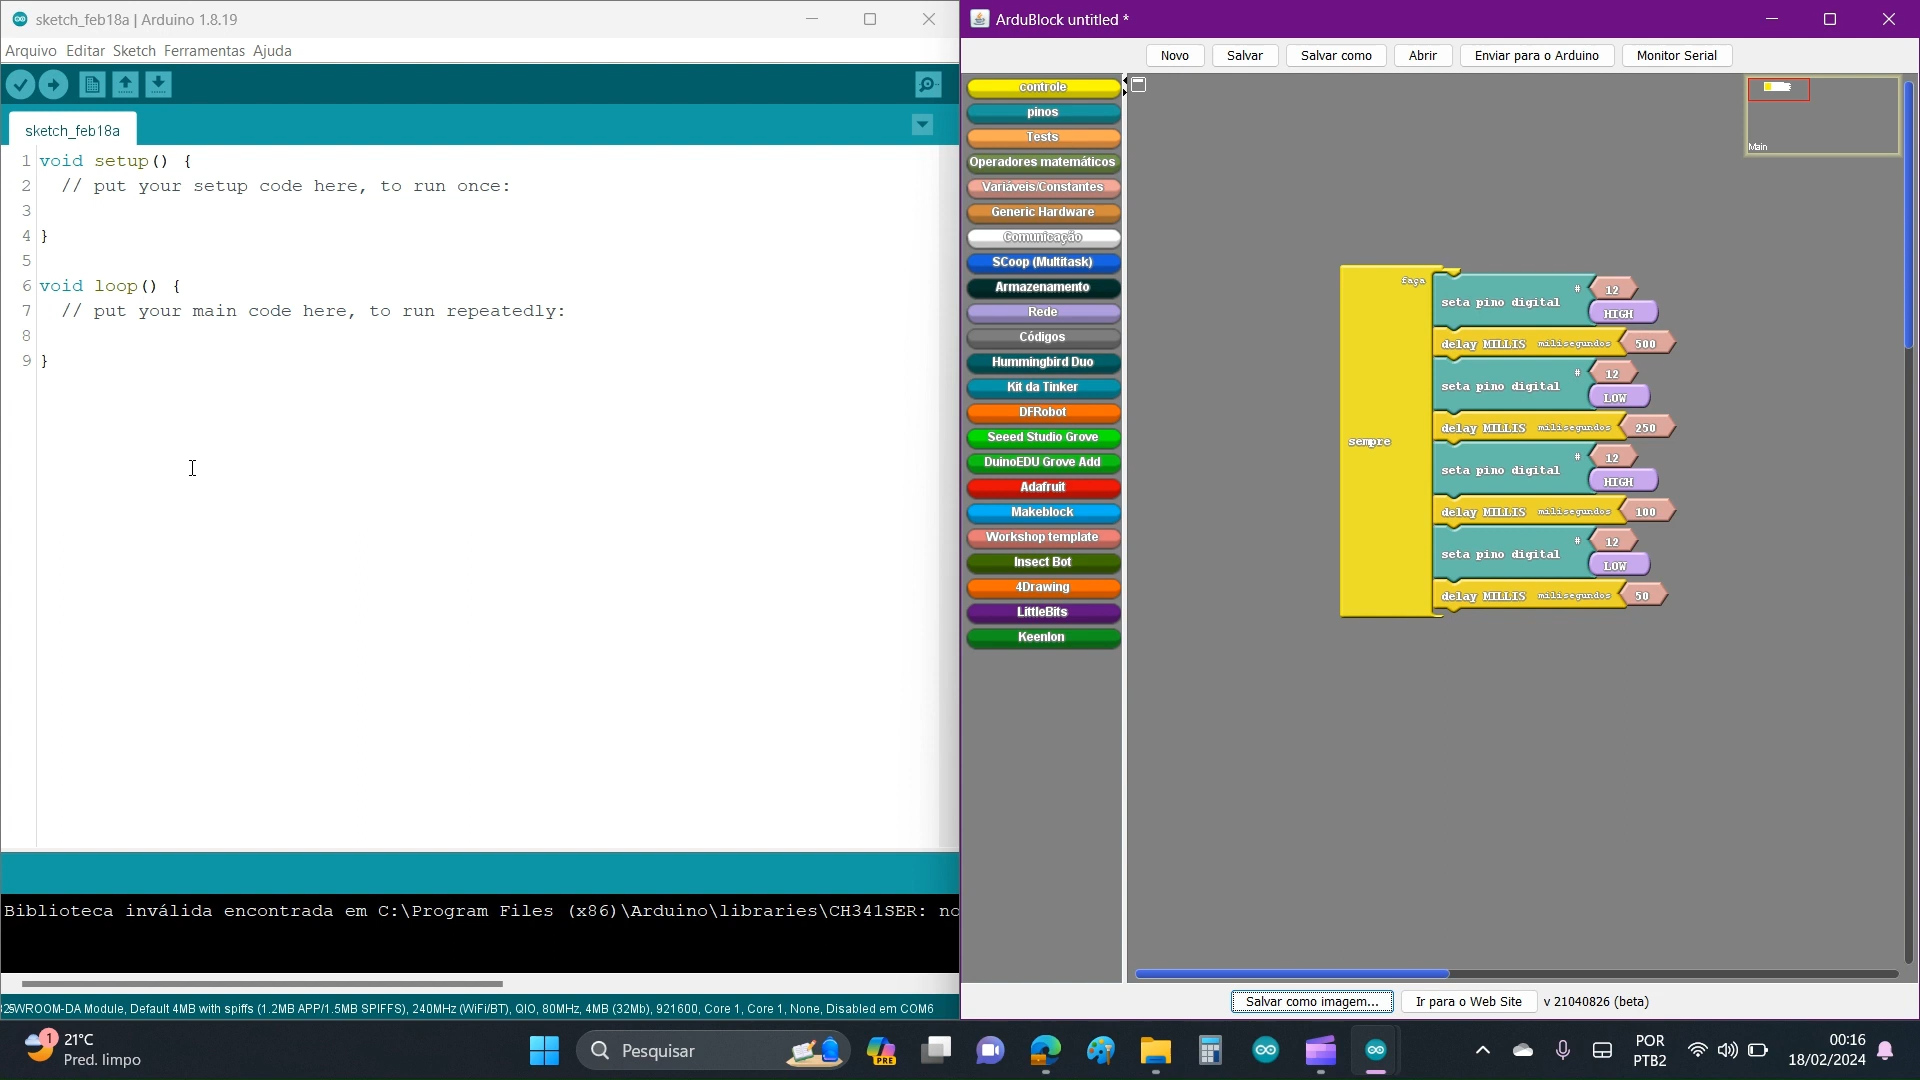 sketch_feb18a | Arduino 1.8.19
Arquivo Editar Sketch Ferramentas Ajuda
sketch_feb18a
1 void setup() {
2 // put your setup code here, to run once:
3
4 }
5
6 void loop() {
7 // put your main code here, to run repeatedly:
8
9 }
Biblioteca inválida encontrada em C:\Program Files (x86)\Arduino\libraries\CH341SER: no
WROOM-DA Module, Default 4MB with spiffs (1.2MB APP/1.5MB SPIFFS), 240MHz (WiFi/BT), QIO, 80MHz, 4MB (32Mb), 921600, Core 1, Core 1, None, Disabled em COM6
ArduBlock untitled *
Novo Salvar Salvar como Abrir Enviar para o Arduino Monitor Serial
controle
pinos
Tests
Operadores matemáticos
Variáveis/Constantes
Generic Hardware
Comunicação
SCoop (Multitask)
Armazenamento
Rede
Códigos
Hummingbird Duo
Kit da Tinker
DFRobot
Seeed Studio Grove
DuinoEDU Grove Add
Adafruit
Makeblock
Workshop template
Insect Bot
4Drawing
LittleBits
Keenlon
Main
sempre
faça
seta pino digital # 12
HIGH
delay MILLIS milisegundos 500
seta pino digital # 12
LOW
delay MILLIS milisegundos 250
seta pino digital # 12
HIGH
delay MILLIS milisegundos 100
seta pino digital # 12
LOW
delay MILLIS milisegundos 50
Salvar como imagem... Ir para o Web Site v 21040826 (beta)
1
21°C
Pred. limpo
Pesquisar
PRE
POR
PTB2
00:16
18/02/2024